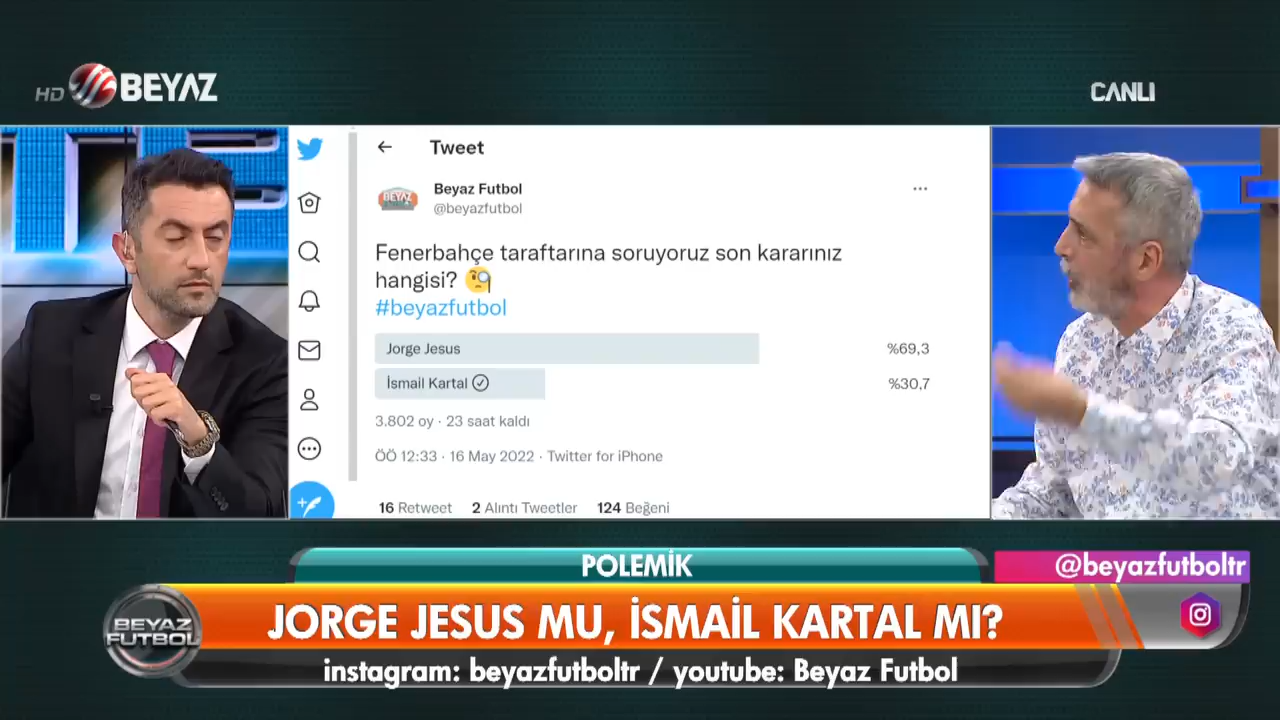 HD BEYAZ
CANLI
Tweet
BEYAZ
Beyaz Futbol
@beyazfutbol
Fenerbahçe taraftarına soruyoruz son kararınız
hangisi? 🧐
#beyazfutbol
Jorge Jesus %69,3
İsmail Kartal %30,7
3.802 oy · 23 saat kaldı
ÖÖ 12:33 · 16 May 2022 · Twitter for iPhone
16 Retweet 2 Alıntı Tweetler 124 Beğeni
POLEMİK
@beyazfutboltr
BEYAZ
FUTBOL
JORGE JESUS MU, İSMAİL KARTAL MI?
instagram: beyazfutboltr / youtube: Beyaz Futbol